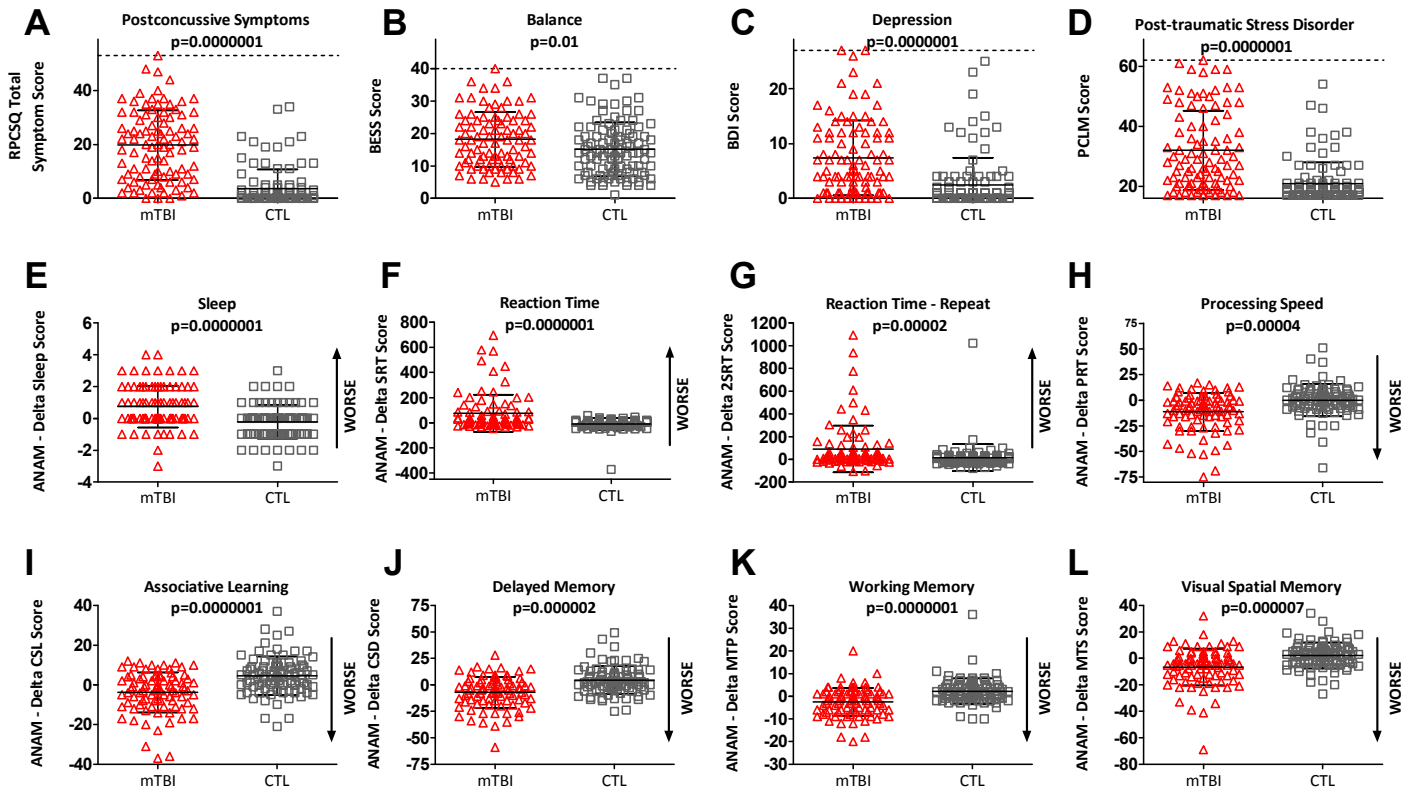 A
Postconcussive Symptoms
p=0.0000001
RPCSQ Total
Symptom Score
40
20
0
mTBI
CTL
B
Balance
p=0.01
BESS Score
40
30
20
10
0
mTBI
CTL
C
Depression
p=0.0000001
BDI Score
20
10
0
mTBI
CTL
D
Post-traumatic Stress Disorder
p=0.0000001
PCLM Score
60
40
20
mTBI
CTL
E
Sleep
p=0.0000001
ANAM - Delta Sleep Score
6
4
2
0
-2
-4
mTBI
CTL
WORSE
F
Reaction Time
p=0.0000001
ANAM - Delta SRT Score
800
600
400
200
0
-200
-400
mTBI
CTL
WORSE
G
Reaction Time - Repeat
p=0.00002
ANAM - Delta 2SRT Score
1200
1000
800
600
400
200
0
-200
mTBI
CTL
WORSE
H
Processing Speed
p=0.00004
ANAM - Delta PRT Score
75
50
25
0
-25
-50
-75
mTBI
CTL
WORSE
I
Associative Learning
p=0.0000001
ANAM - Delta CSL Score
40
20
0
-20
-40
mTBI
CTL
WORSE
J
Delayed Memory
p=0.000002
ANAM - Delta CSD Score
75
50
25
0
-25
-50
-75
mTBI
CTL
WORSE
K
Working Memory
p=0.0000001
ANAM - Delta MTP Score
40
30
20
10
0
-10
-20
-30
mTBI
CTL
WORSE
L
Visual Spatial Memory
p=0.000007
ANAM - Delta MTS Score
40
20
0
-20
-40
-60
-80
mTBI
CTL
WORSE